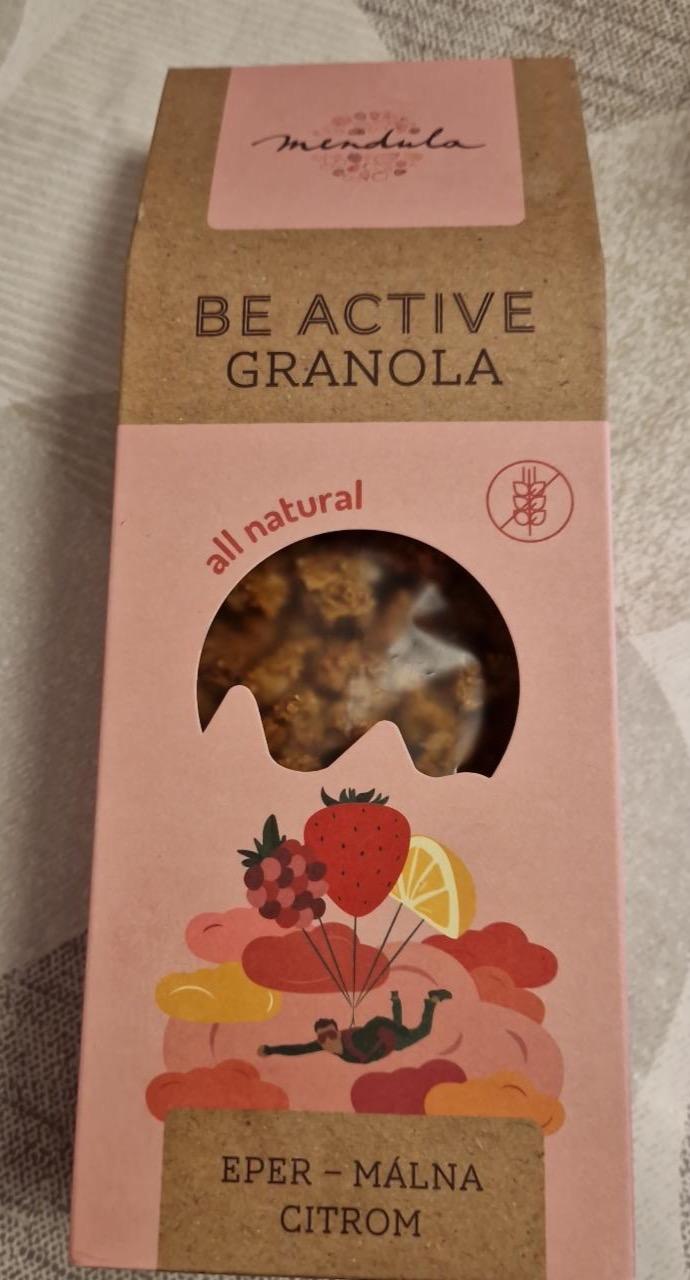 mendula
BE ACTIVE
GRANOLA
all natural
EPER – MÁLNA
CITROM